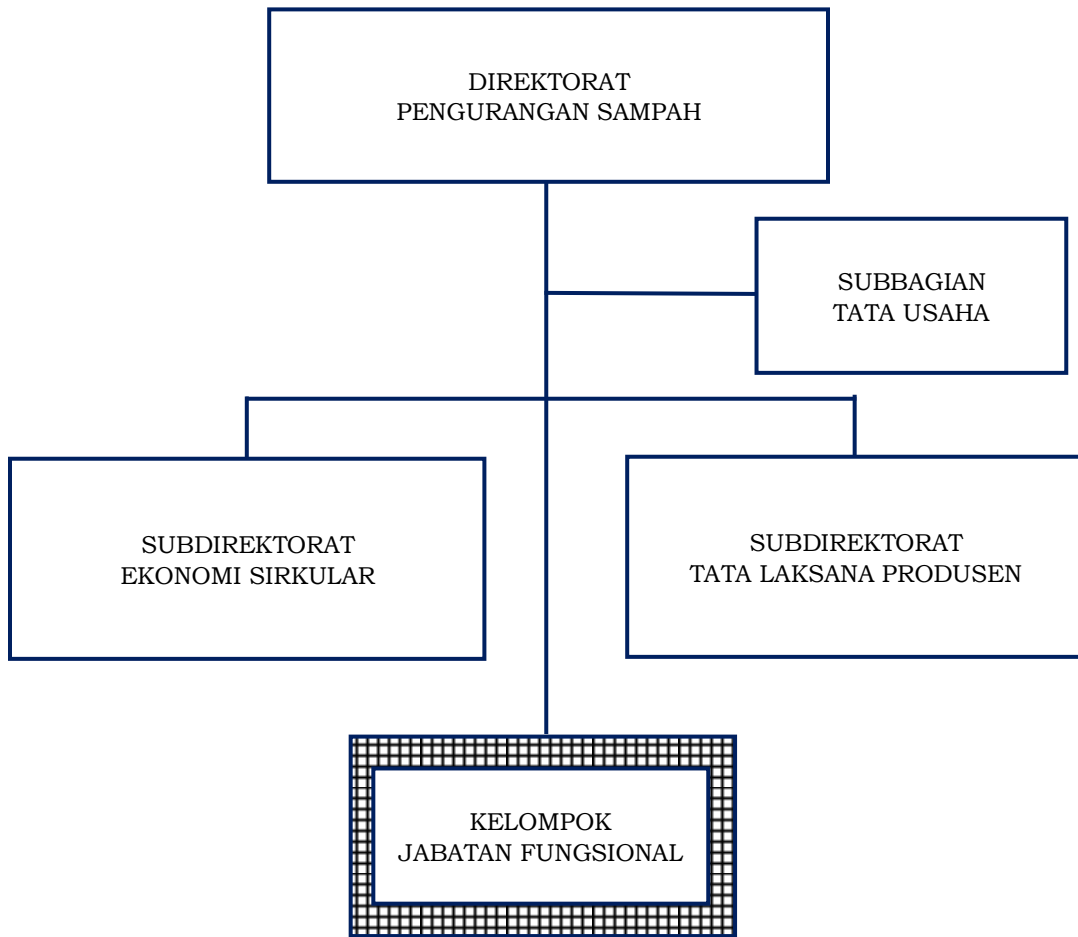 DIREKTORAT
PENGURANGAN SAMPAH
SUBBAGIAN
TATA USAHA
SUBDIREKTORAT
EKONOMI SIRKULAR
SUBDIREKTORAT
TATA LAKSANA PRODUSEN
KELOMPOK
JABATAN FUNGSIONAL